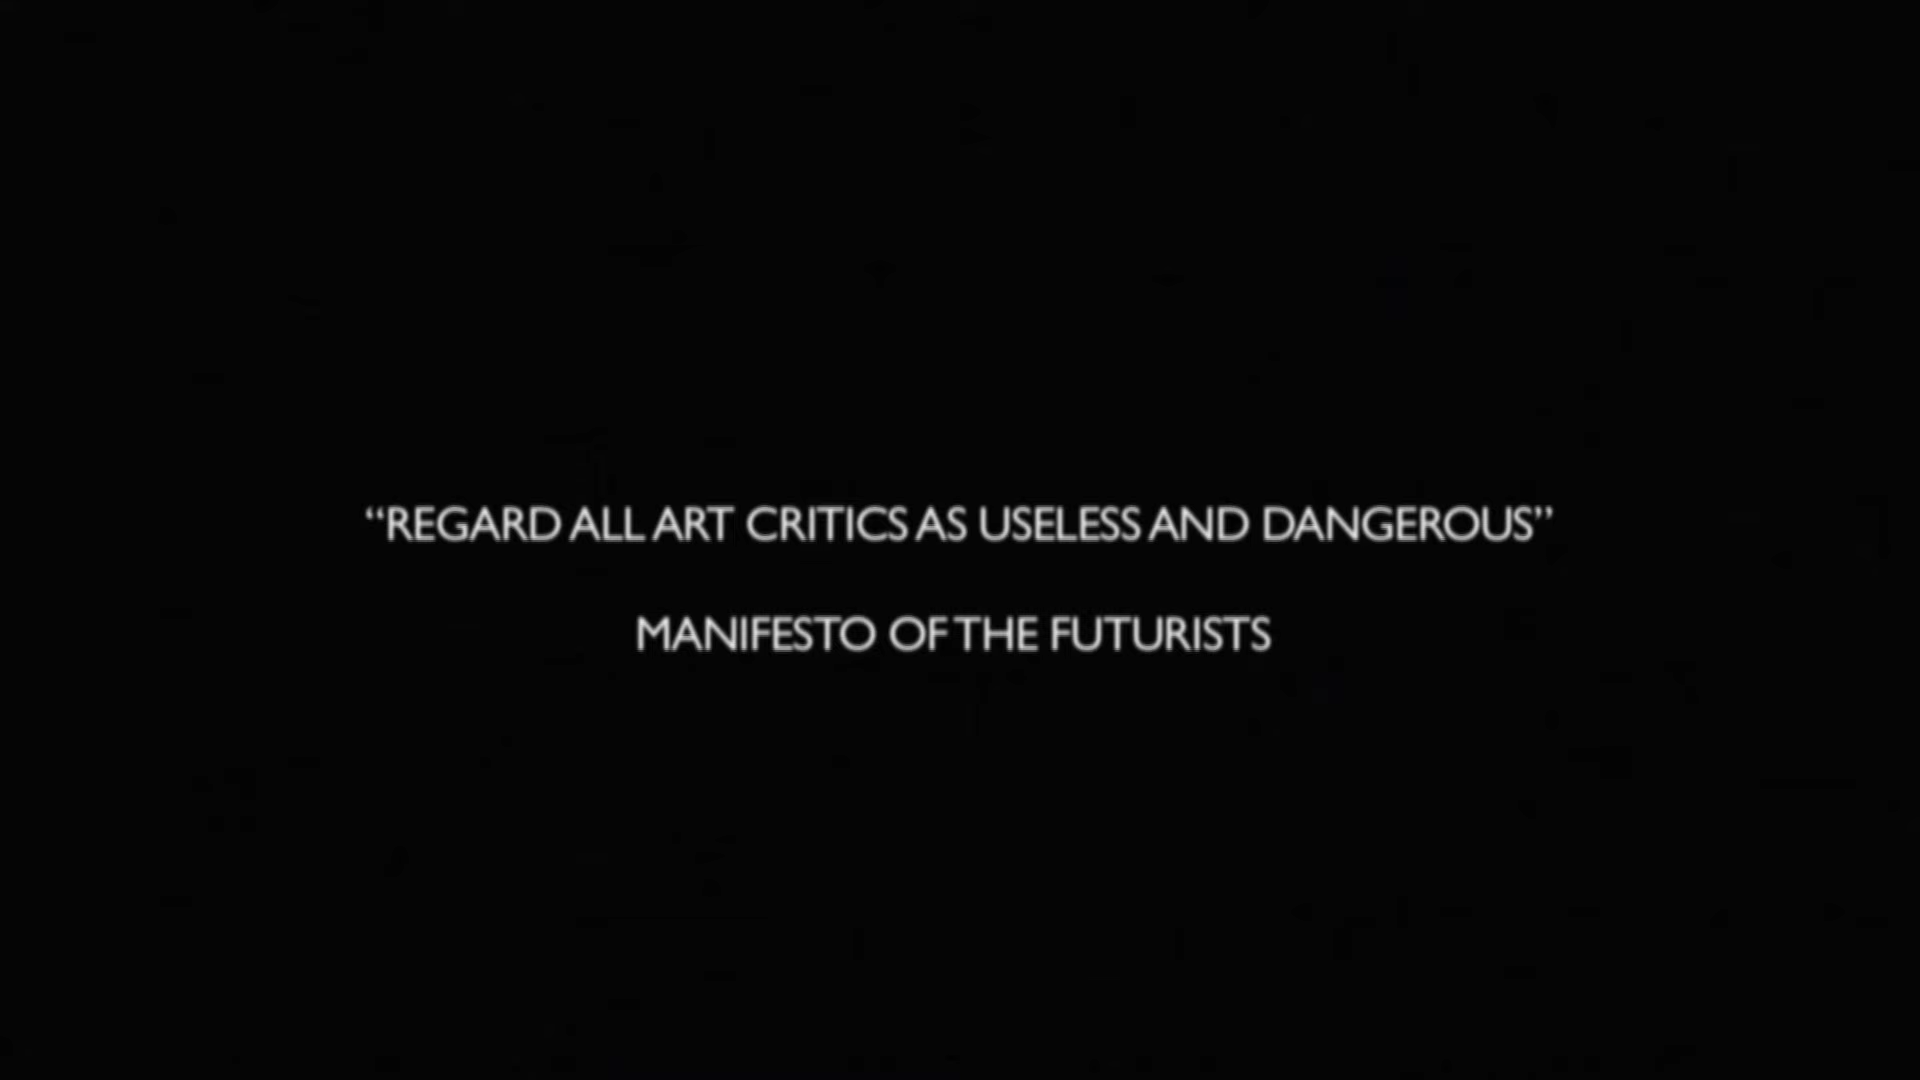 “REGARD ALL ART CRITICS AS USELESS AND DANGEROUS”
MANIFESTO OF THE FUTURISTS